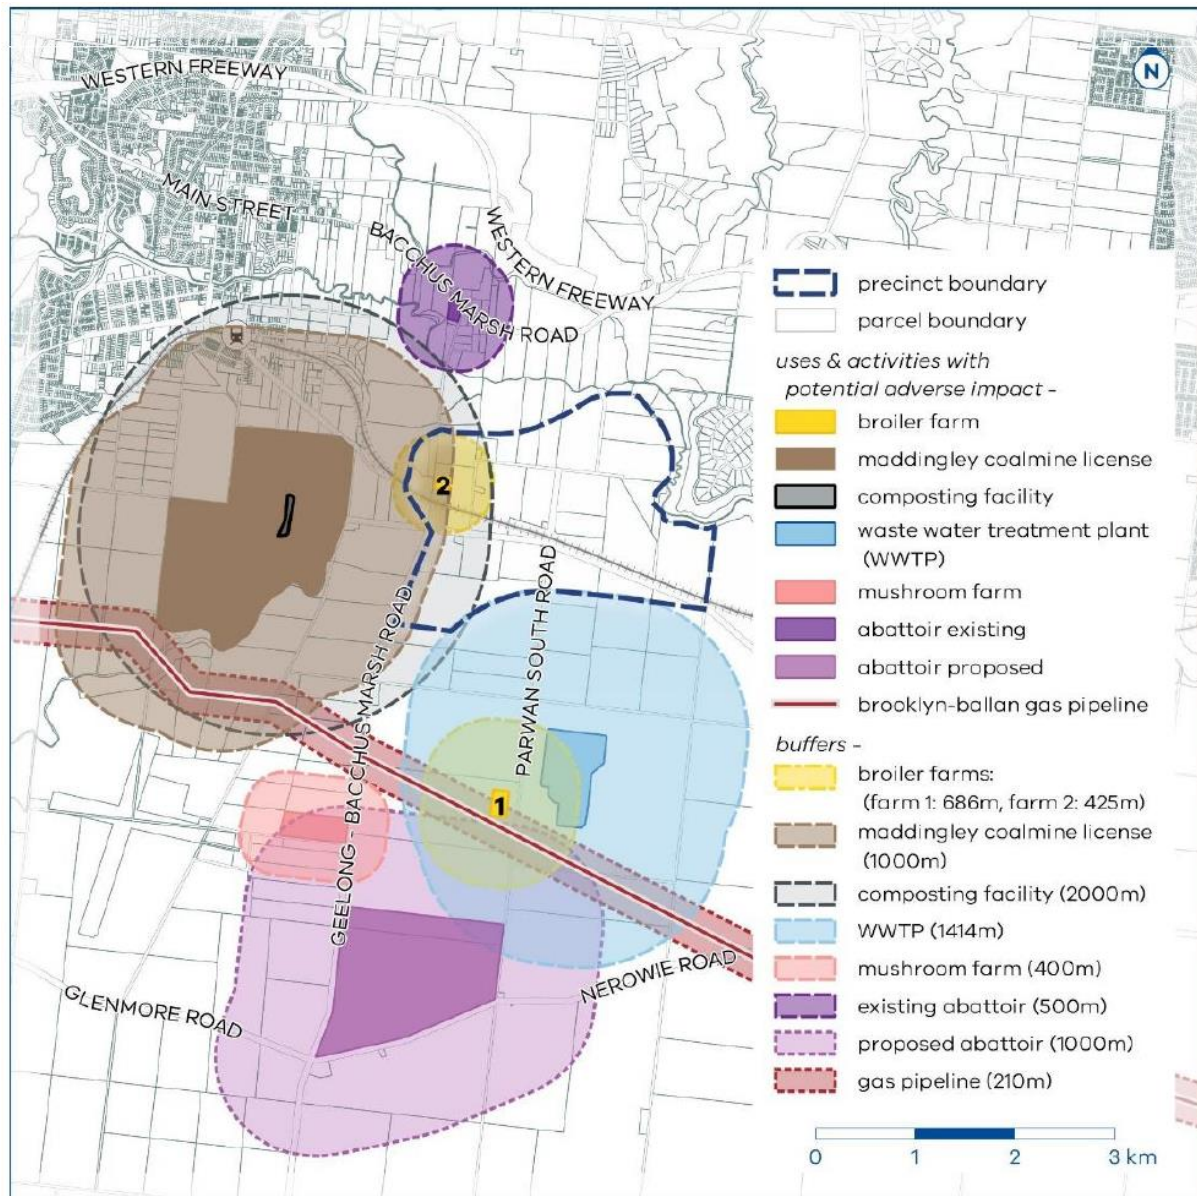 N
WESTERN FREEWAY
MAIN STREET
BACCHUS MARSH ROAD
WESTERN FREEWAY
2
GEELONG - BACCHUS MARSH ROAD
PARWAN SOUTH ROAD
1
NEROWIE ROAD
GLENMORE ROAD
precinct boundary
parcel boundary
uses & activities with
potential adverse impact -
broiler farm
maddingley coalmine license
composting facility
waste water treatment plant
(WWTP)
mushroom farm
abattoir existing
abattoir proposed
brooklyn-ballan gas pipeline
buffers -
broiler farms:
(farm 1: 686m, farm 2: 425m)
maddingley coalmine license
(1000m)
composting facility (2000m)
WWTP (1414m)
mushroom farm (400m)
existing abattoir (500m)
proposed abattoir (1000m)
gas pipeline (210m)
0 1 2 3 km